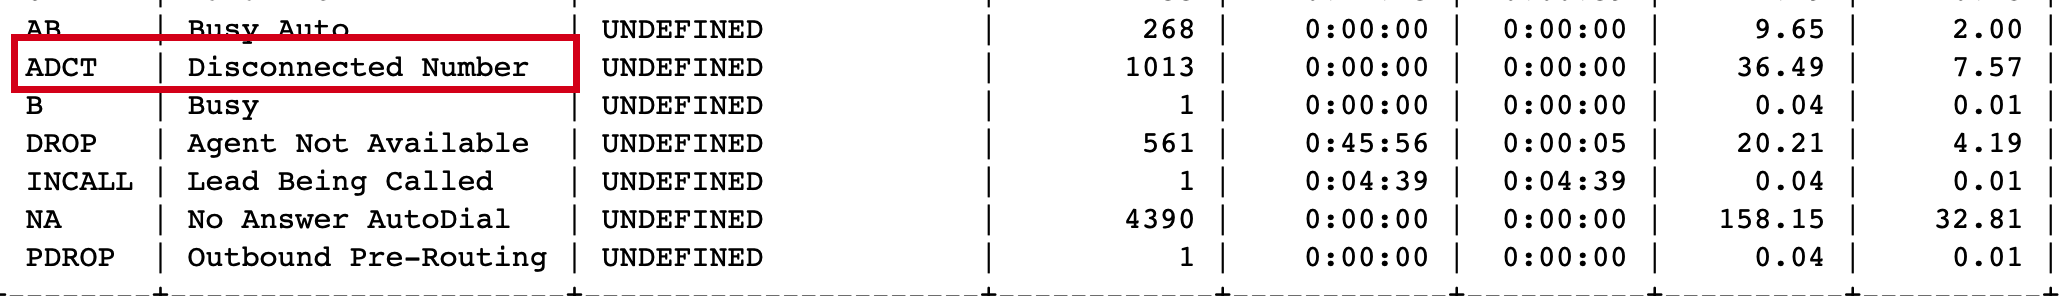 AB | Busy Auto | UNDEFINED | 268 | 0:00:00 | 0:00:00 | 9.65 | 2.00 |
ADCT | Disconnected Number | UNDEFINED | 1013 | 0:00:00 | 0:00:00 | 36.49 | 7.57 |
B | Busy | UNDEFINED | 1 | 0:00:00 | 0:00:00 | 0.04 | 0.01 |
DROP | Agent Not Available | UNDEFINED | 561 | 0:45:56 | 0:00:05 | 20.21 | 4.19 |
INCALL | Lead Being Called | UNDEFINED | 1 | 0:04:39 | 0:04:39 | 0.04 | 0.01 |
NA | No Answer AutoDial | UNDEFINED | 4390 | 0:00:00 | 0:00:00 | 158.15 | 32.81 |
PDROP | Outbound Pre-Routing | UNDEFINED | 1 | 0:00:00 | 0:00:00 | 0.04 | 0.01 |